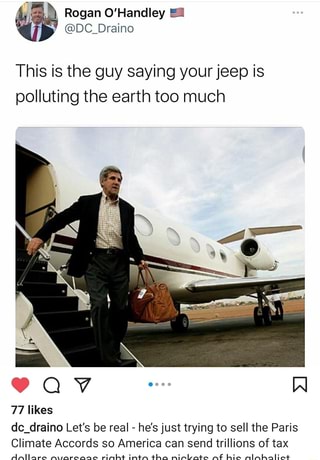 Rogan O'Handley 🇺🇸
@DC_Draino
This is the guy saying your jeep is
polluting the earth too much
77 likes
dc_draino Let's be real - he's just trying to sell the Paris
Climate Accords so America can send trillions of tax
dollars overseas right into the pickets of his globalist